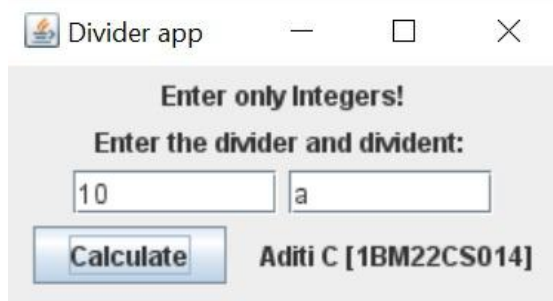 Divider app
Enter only Integers!
Enter the divider and divident:
10 a
Calculate Aditi C [1BM22CS014]